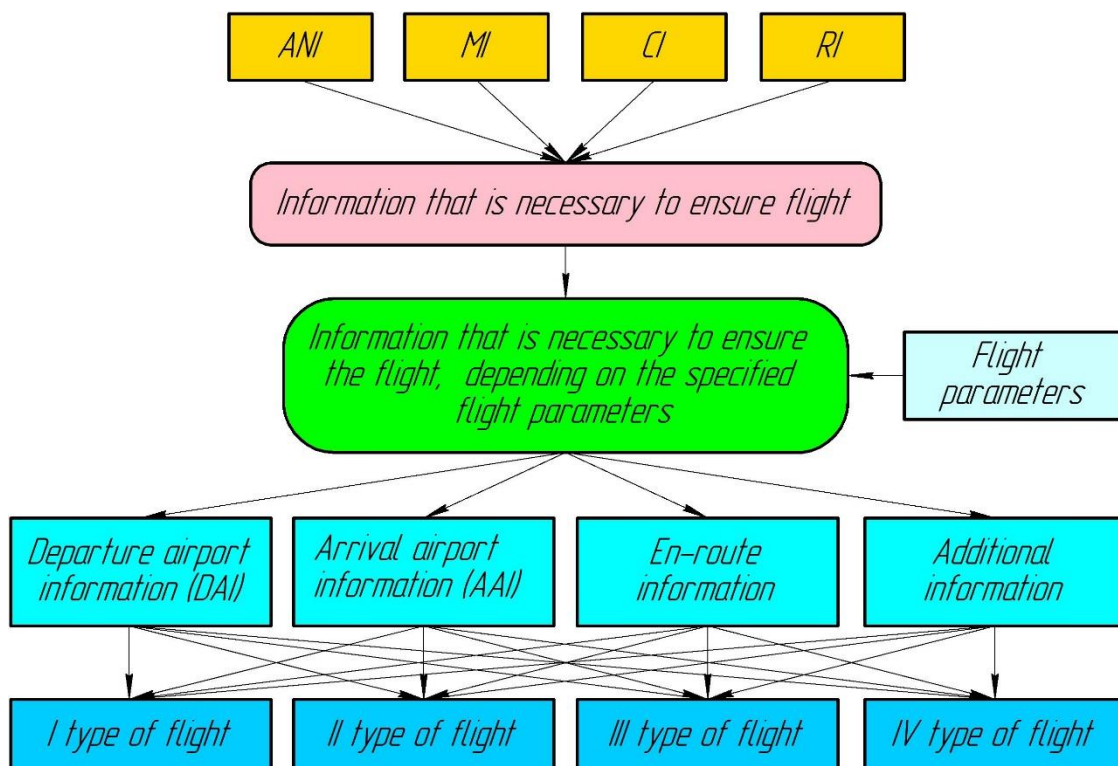 ANI
MI
CI
RI
Information that is necessary to ensure flight
Information that is necessary to ensure
the flight, depending on the specified
flight parameters
Flight
parameters
Departure airport
information (DAI)
Arrival airport
information (AAI)
En-route
information
Additional
information
I type of flight
II type of flight
III type of flight
IV type of flight